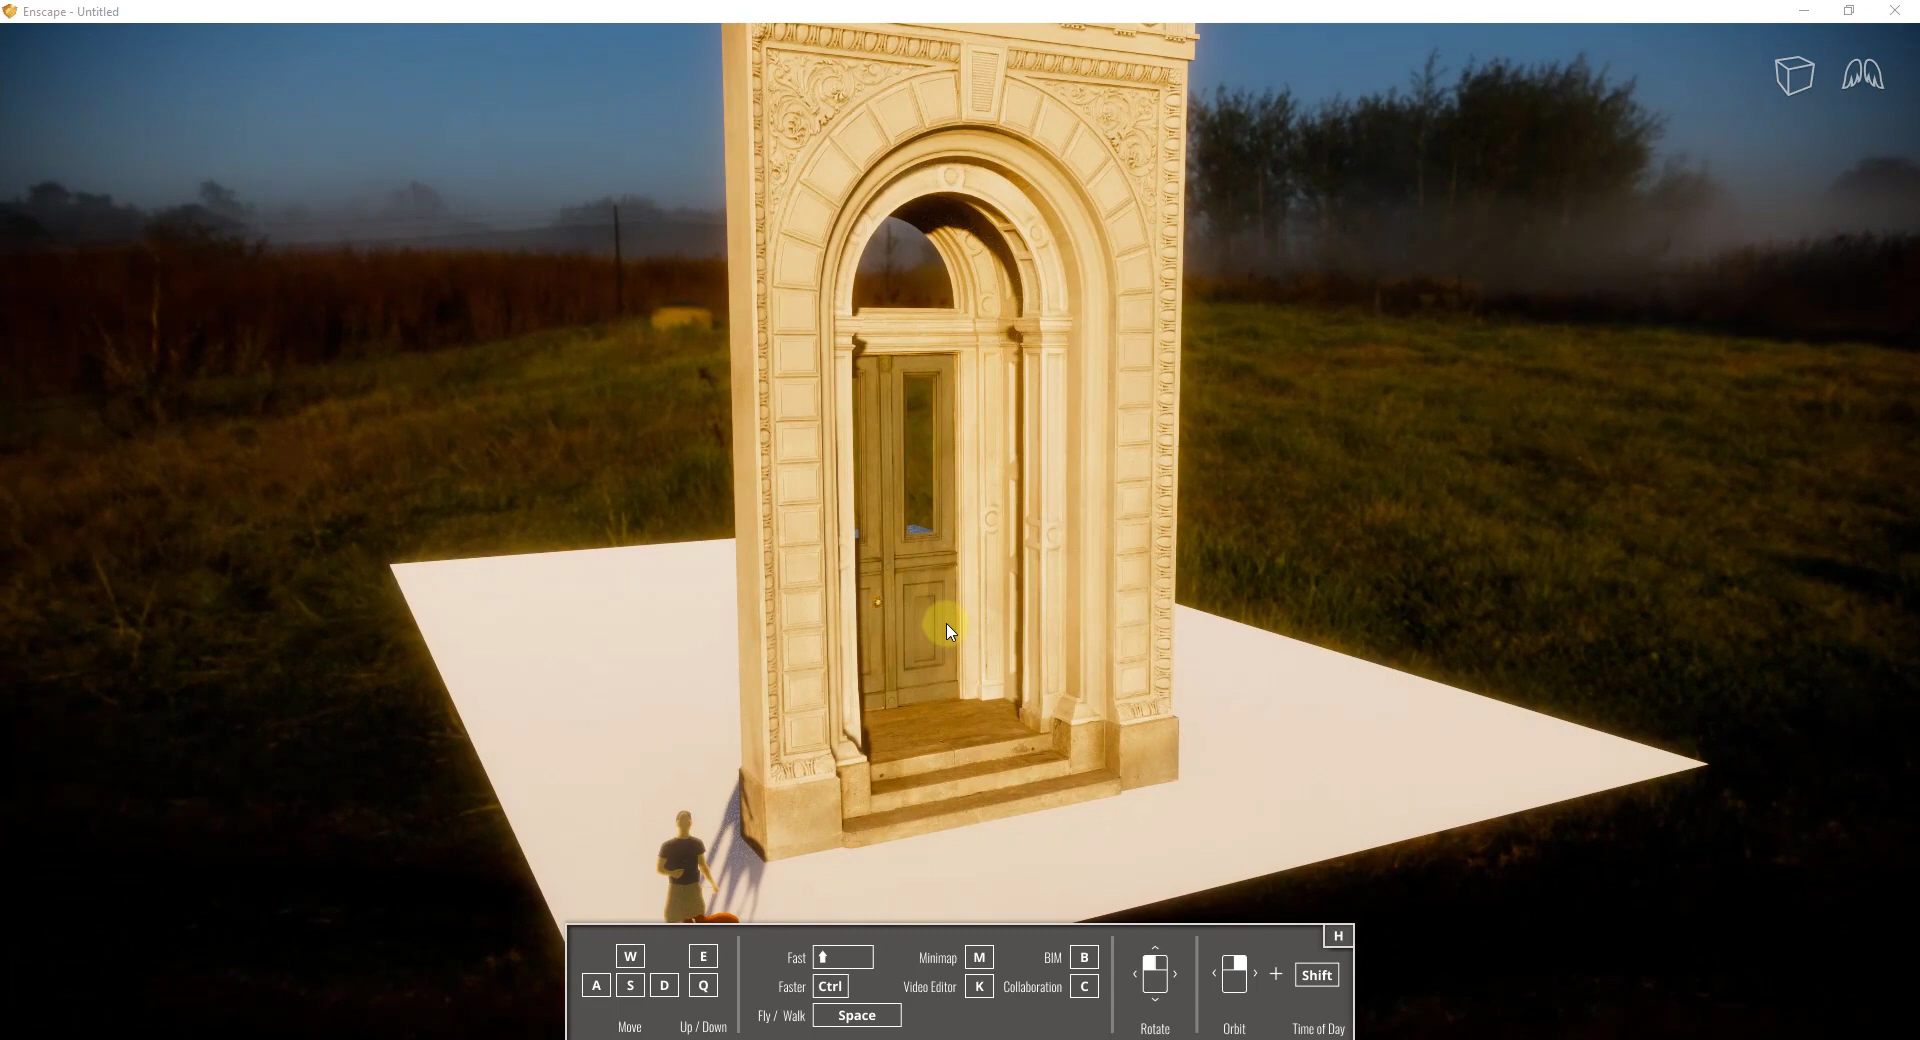 Enscape - Untitled
H
W E
A S D Q
Move Up / Down
Fast
Faster Ctrl
Fly / Walk Space
Minimap M
Video Editor K
BIM B
Collaboration C
Rotate
Orbit
+ Shift
Time of Day